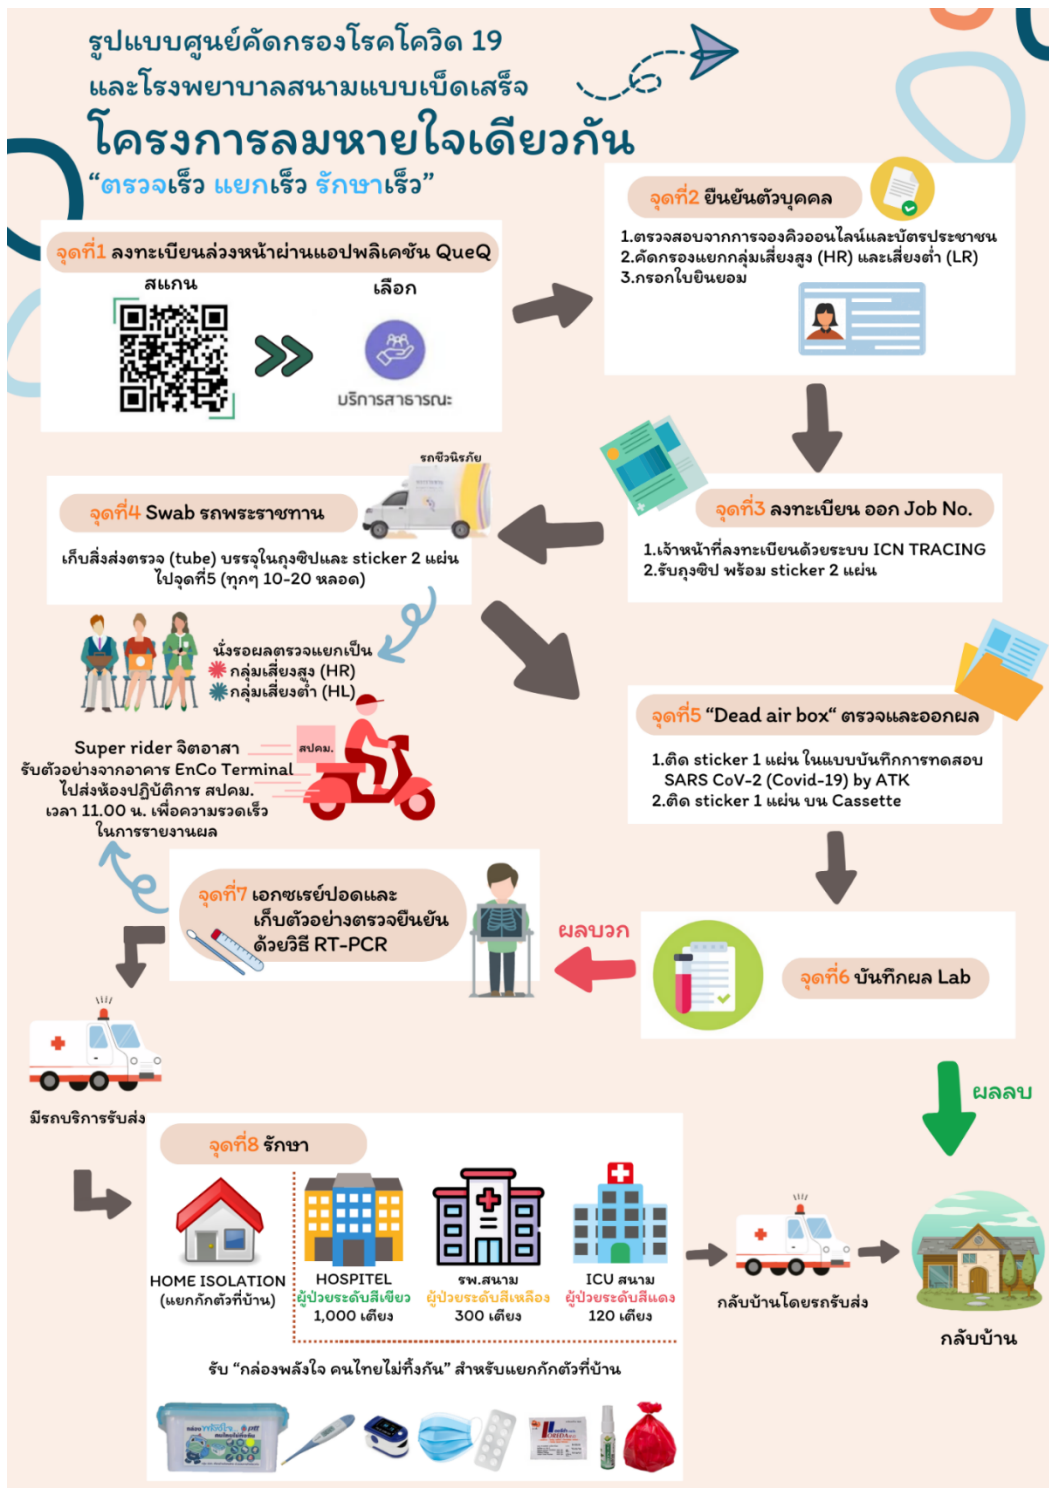 รูปแบบศูนย์คัดกรองโรคโควิด 19
และโรงพยาบาลสนามแบบเบ็ดเสร็จ
โครงการลมหายใจเดียวกัน
“ตรวจเร็ว แยกเร็ว รักษาเร็ว”
จุดที่1 ลงทะเบียนล่วงหน้าผ่านแอปพลิเคชัน QueQ
สแกน
เลือก
บริการสาธารณะ
จุดที่2 ยืนยันตัวบุคคล
1.ตรวจสอบจากการจองคิวออนไลน์และบัตรประชาชน
2.คัดกรองแยกกลุ่มเสี่ยงสูง (HR) และเสี่ยงต่ำ (LR)
3.กรอกใบยินยอม
จุดที่3 ลงทะเบียน ออก Job No.
1.เจ้าหน้าที่ลงทะเบียนด้วยระบบ ICN TRACING
2.รับถุงซิป พร้อม sticker 2 แผ่น
รถชีวนิรภัย
จุดที่4 Swab รถพระราชทาน
เก็บสิ่งส่งตรวจ (tube) บรรจุในถุงซิปและ sticker 2 แผ่น
ไปจุดที่5 (ทุกๆ 10-20 หลอด)
นั่งรอผลตรวจแยกเป็น
กลุ่มเสี่ยงสูง (HR)
กลุ่มเสี่ยงต่ำ (HL)
จุดที่5 “Dead air box“ ตรวจและออกผล
1.ติด sticker 1 แผ่น ในแบบบันทึกการทดสอบ
SARS CoV-2 (Covid-19) by ATK
2.ติด sticker 1 แผ่น บน Cassette
Super rider จิตอาสา
รับตัวอย่างจากอาคาร EnCo Terminal
ไปส่งห้องปฏิบัติการ สปคม.
เวลา 11.00 น. เพื่อความรวดเร็ว
ในการรายงานผล
สปคม.
จุดที่6 บันทึกผล Lab
ผลบวก
จุดที่7 เอกซเรย์ปอดและ
เก็บตัวอย่างตรวจยืนยัน
ด้วยวิธี RT-PCR
ผลลบ
มีรถบริการรับส่ง
จุดที่8 รักษา
HOME ISOLATION
(แยกกักตัวที่บ้าน)
HOSPITEL
ผู้ป่วยระดับสีเขียว
1,000 เตียง
รพ.สนาม
ผู้ป่วยระดับสีเหลือง
300 เตียง
ICU สนาม
ผู้ป่วยระดับสีแดง
120 เตียง
กลับบ้านโดยรถรับส่ง
กลับบ้าน
รับ “กล่องพลังใจ คนไทยไม่ทิ้งกัน” สำหรับแยกกักตัวที่บ้าน
ptt